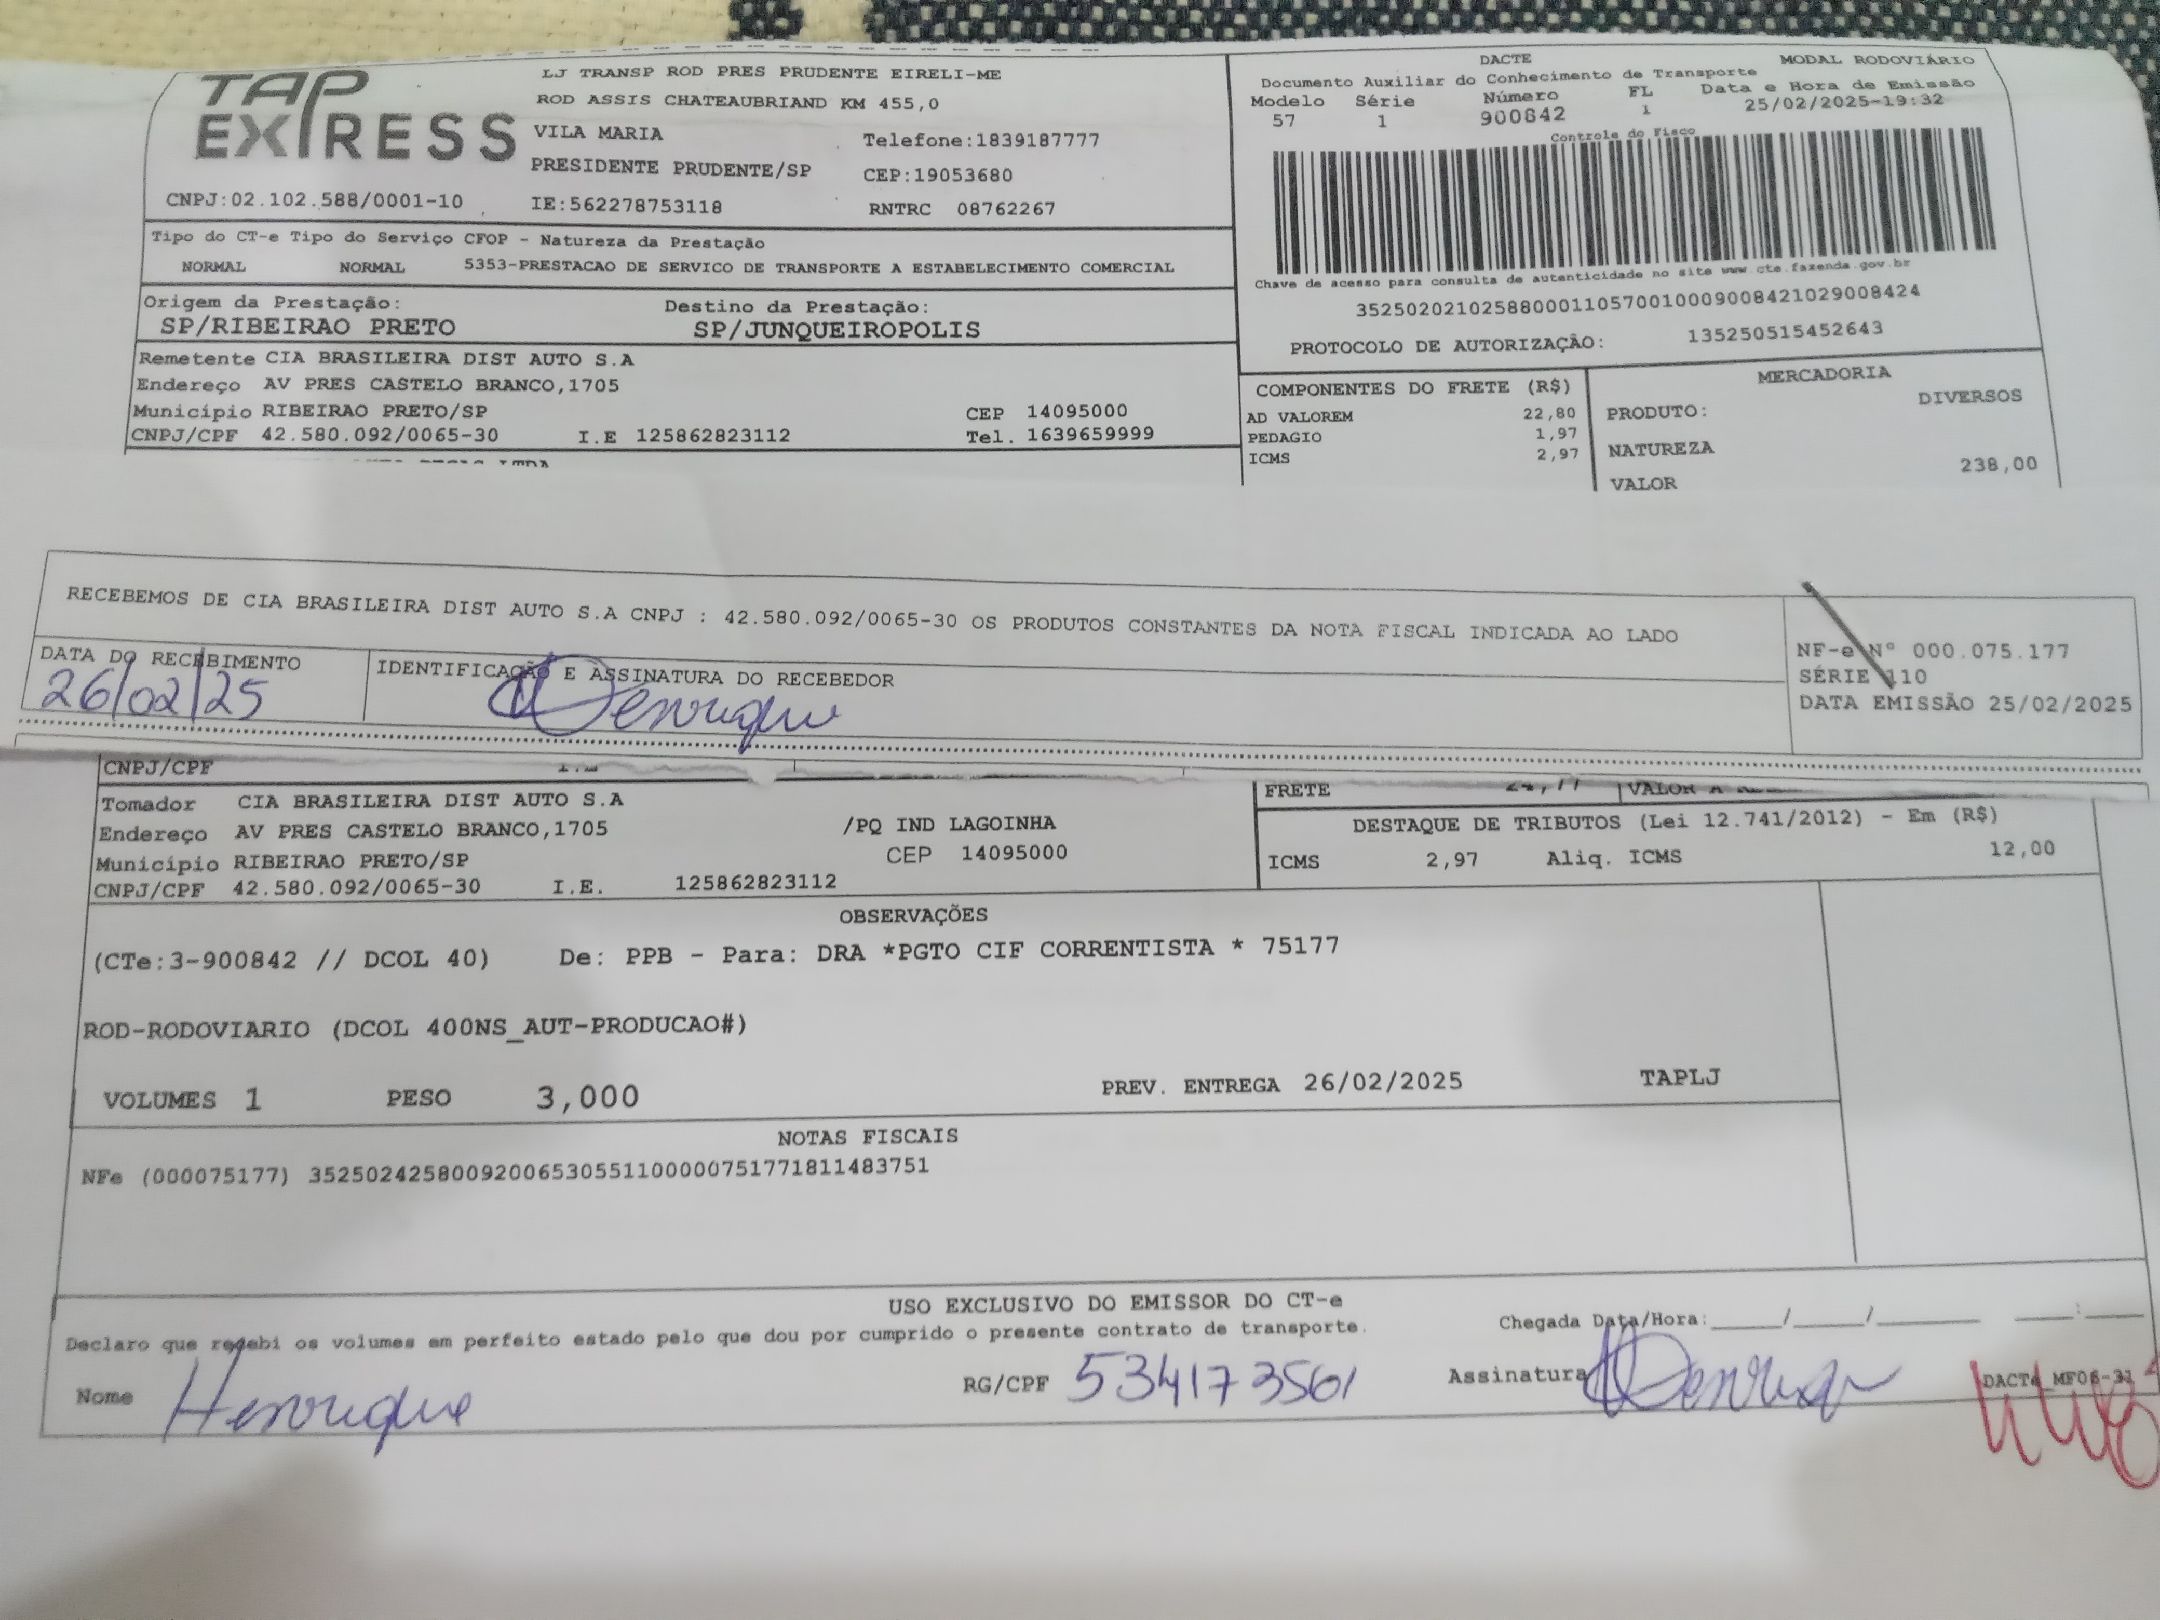 TAP EXPRESS
LJ TRANSP ROD PRES PRUDENTE EIRELI-ME
ROD ASSIS CHATEAUBRIAND KM 455,0
VILA MARIA Telefone:1839187777
PRESIDENTE PRUDENTE/SP CEP:19053680
CNPJ:02.102.588/0001-10 IE:562278753118 RNTRC 08762267
DACTE MODAL RODOVIÁRIO
Documento Auxiliar do Conhecimento de Transporte
Modelo Série Número FL Data e Hora de Emissão
57 1 900842 1 25/02/2025-19:32
Controle do Fisco
Chave de acesso para consulta de autenticidade no site www.cte.fazenda.gov.br
35250202102588000110570010009008421029008424
PROTOCOLO DE AUTORIZAÇÃO: 135250515452643
Tipo do CT-e Tipo do Serviço CFOP - Natureza da Prestação
NORMAL NORMAL 5353-PRESTACAO DE SERVICO DE TRANSPORTE A ESTABELECIMENTO COMERCIAL
Origem da Prestação: Destino da Prestação:
SP/RIBEIRAO PRETO SP/JUNQUEIROPOLIS
Remetente CIA BRASILEIRA DIST AUTO S.A
Endereço AV PRES CASTELO BRANCO,1705
Município RIBEIRAO PRETO/SP CEP 14095000
CNPJ/CPF 42.580.092/0065-30 I.E 125862823112 Tel. 1639659999
COMPONENTES DO FRETE (R$)
AD VALOREM 22,80
PEDAGIO 1,97
ICMS 2,97
MERCADORIA
PRODUTO: DIVERSOS
NATUREZA
VALOR 238,00
RECEBEMOS DE CIA BRASILEIRA DIST AUTO S.A CNPJ : 42.580.092/0065-30 OS PRODUTOS CONSTANTES DA NOTA FISCAL INDICADA AO LADO
DATA DO RECEBIMENTO IDENTIFICAÇÃO E ASSINATURA DO RECEBEDOR
26/02/25 Henrique
NF-e Nº 000.075.177
SÉRIE 110
DATA EMISSÃO 25/02/2025
CNPJ/CPF
Tomador CIA BRASILEIRA DIST AUTO S.A
Endereço AV PRES CASTELO BRANCO,1705 /PQ IND LAGOINHA
Município RIBEIRAO PRETO/SP CEP 14095000
CNPJ/CPF 42.580.092/0065-30 I.E. 125862823112
FRETE VALOR
DESTAQUE DE TRIBUTOS (Lei 12.741/2012) - Em (R$)
ICMS 2,97 Aliq. ICMS 12,00
OBSERVAÇÕES
(CTe:3-900842 // DCOL 40) De: PPB - Para: DRA *PGTO CIF CORRENTISTA * 75177
ROD-RODOVIARIO (DCOL 400NS_AUT-PRODUCAO#)
VOLUMES 1 PESO 3,000 PREV. ENTREGA 26/02/2025 TAPLJ
NOTAS FISCAIS
NFe (000075177) 35250242580092006530551100000751771811483751
USO EXCLUSIVO DO EMISSOR DO CT-e
Declaro que recebi os volumes em perfeito estado pelo que dou por cumprido o presente contrato de transporte. Chegada Data/Hora:_____/_____/_______ ____:____
Nome Henrique RG/CPF 534173561 Assinatura Henrique